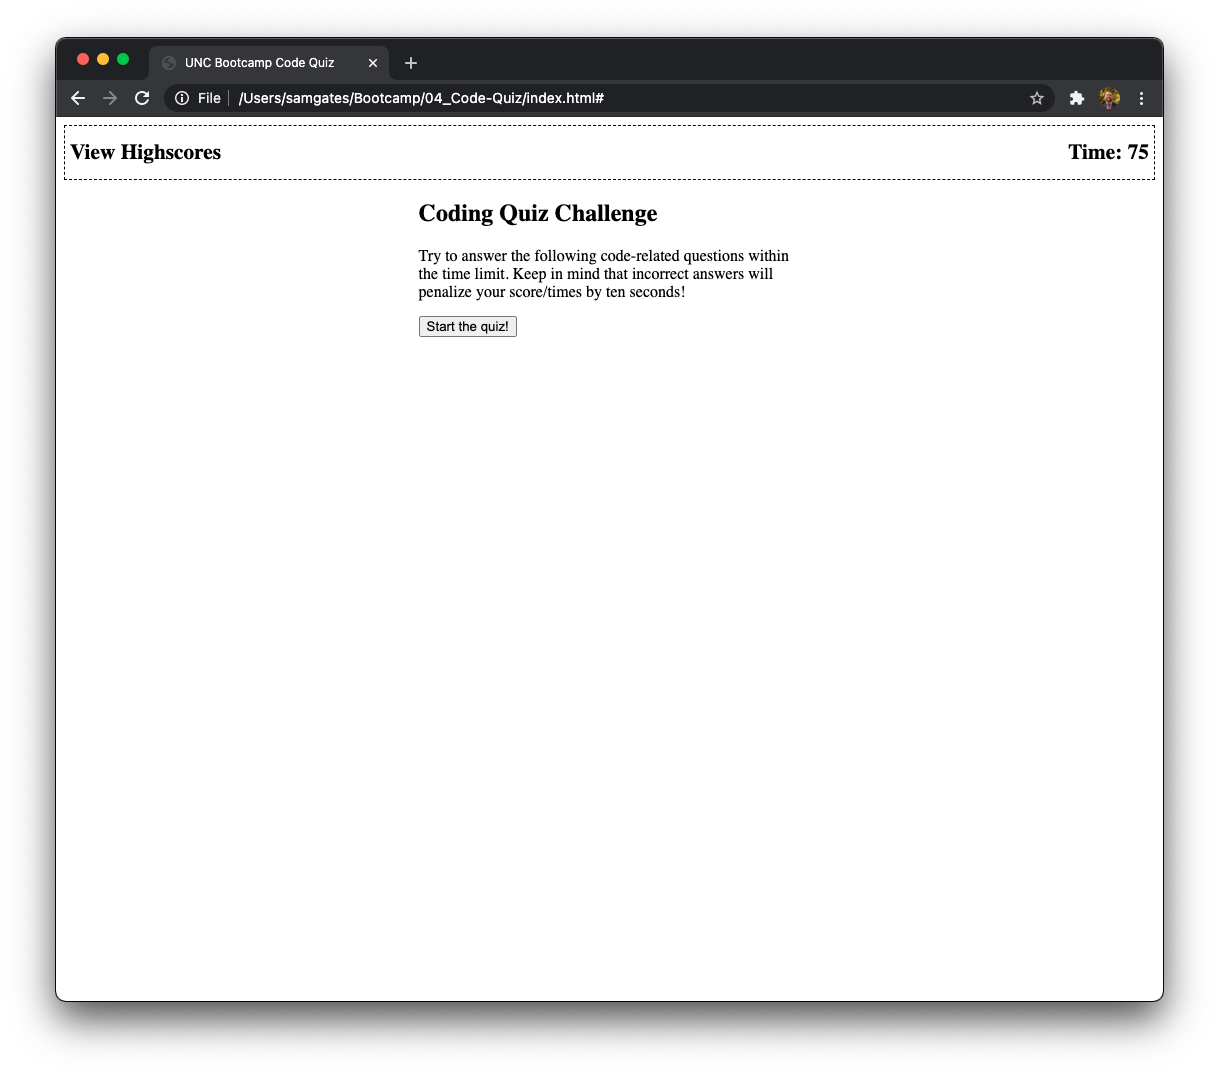 UNC Bootcamp Code Quiz
File /Users/samgates/Bootcamp/04_Code-Quiz/index.html#
View Highscores
Time: 75
Coding Quiz Challenge
Try to answer the following code-related questions within
the time limit. Keep in mind that incorrect answers will
penalize your score/times by ten seconds!
Start the quiz!